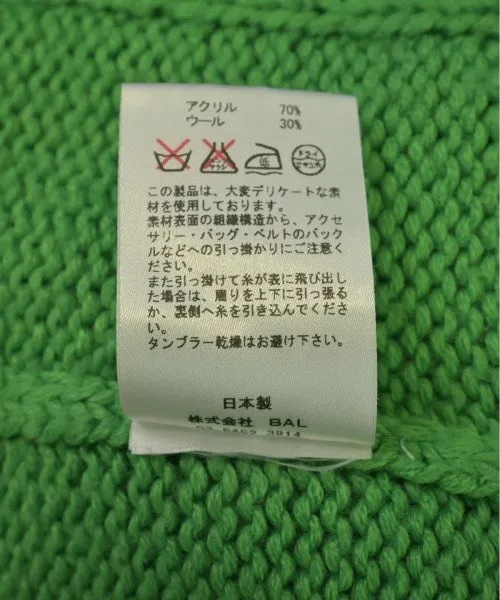 アクリル 70%
ウール 30%
この製品は、大変デリケートな素
材を使用しております。
素材表面の組織構造から、アクセ
サリー・バッグ・ベルトのバック
ルなどへの引っ掛かりにご注意く
ださい。
また引っ掛けて糸が表に飛び出し
た場合は、周りを上下に引っ張る
か、裏側へ糸を引き込んでくださ
い。
タンブラー乾燥はお避け下さい。
日本製
株式会社 BAL